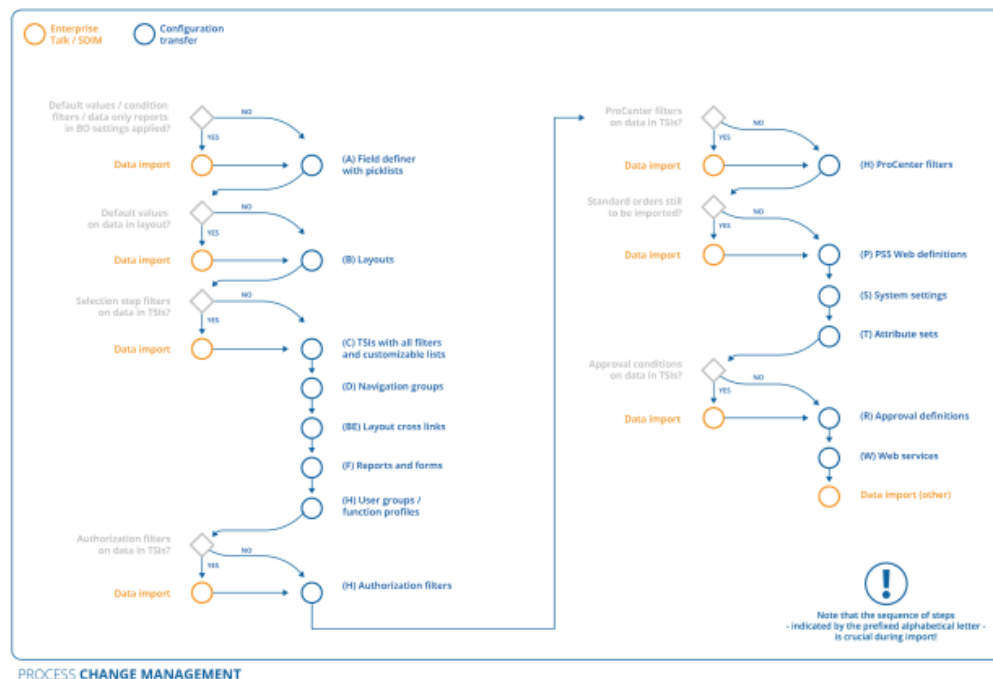 Enterprise
Talk / SDIM
Configuration
transfer
Default values / condition
filters / data only reports
in BO settings applied?
NO
YES
Data import
(A) Field definer
with picklists
Default values
on data in layout?
NO
YES
Data import
(B) Layouts
Selection step filters
on data in TSIs?
NO
YES
Data import
(C) TSIs with all filters
and customizable lists
(D) Navigation groups
(BE) Layout cross links
(F) Reports and forms
(H) User groups /
function profiles
Authorization filters
on data in TSIs?
NO
YES
Data import
(H) Authorization filters
ProCenter filters
on data in TSIs?
NO
YES
Data import
(H) ProCenter filters
Standard orders still
to be imported?
NO
YES
Data import
(P) PSS Web definitions
(S) System settings
(T) Attribute sets
Approval conditions
on data in TSIs?
NO
YES
Data import
(R) Approval definitions
(W) Web services
Data import (other)
!
Note that the sequence of steps
- indicated by the prefixed alphabetical letter -
is crucial during import!
PROCESS CHANGE MANAGEMENT